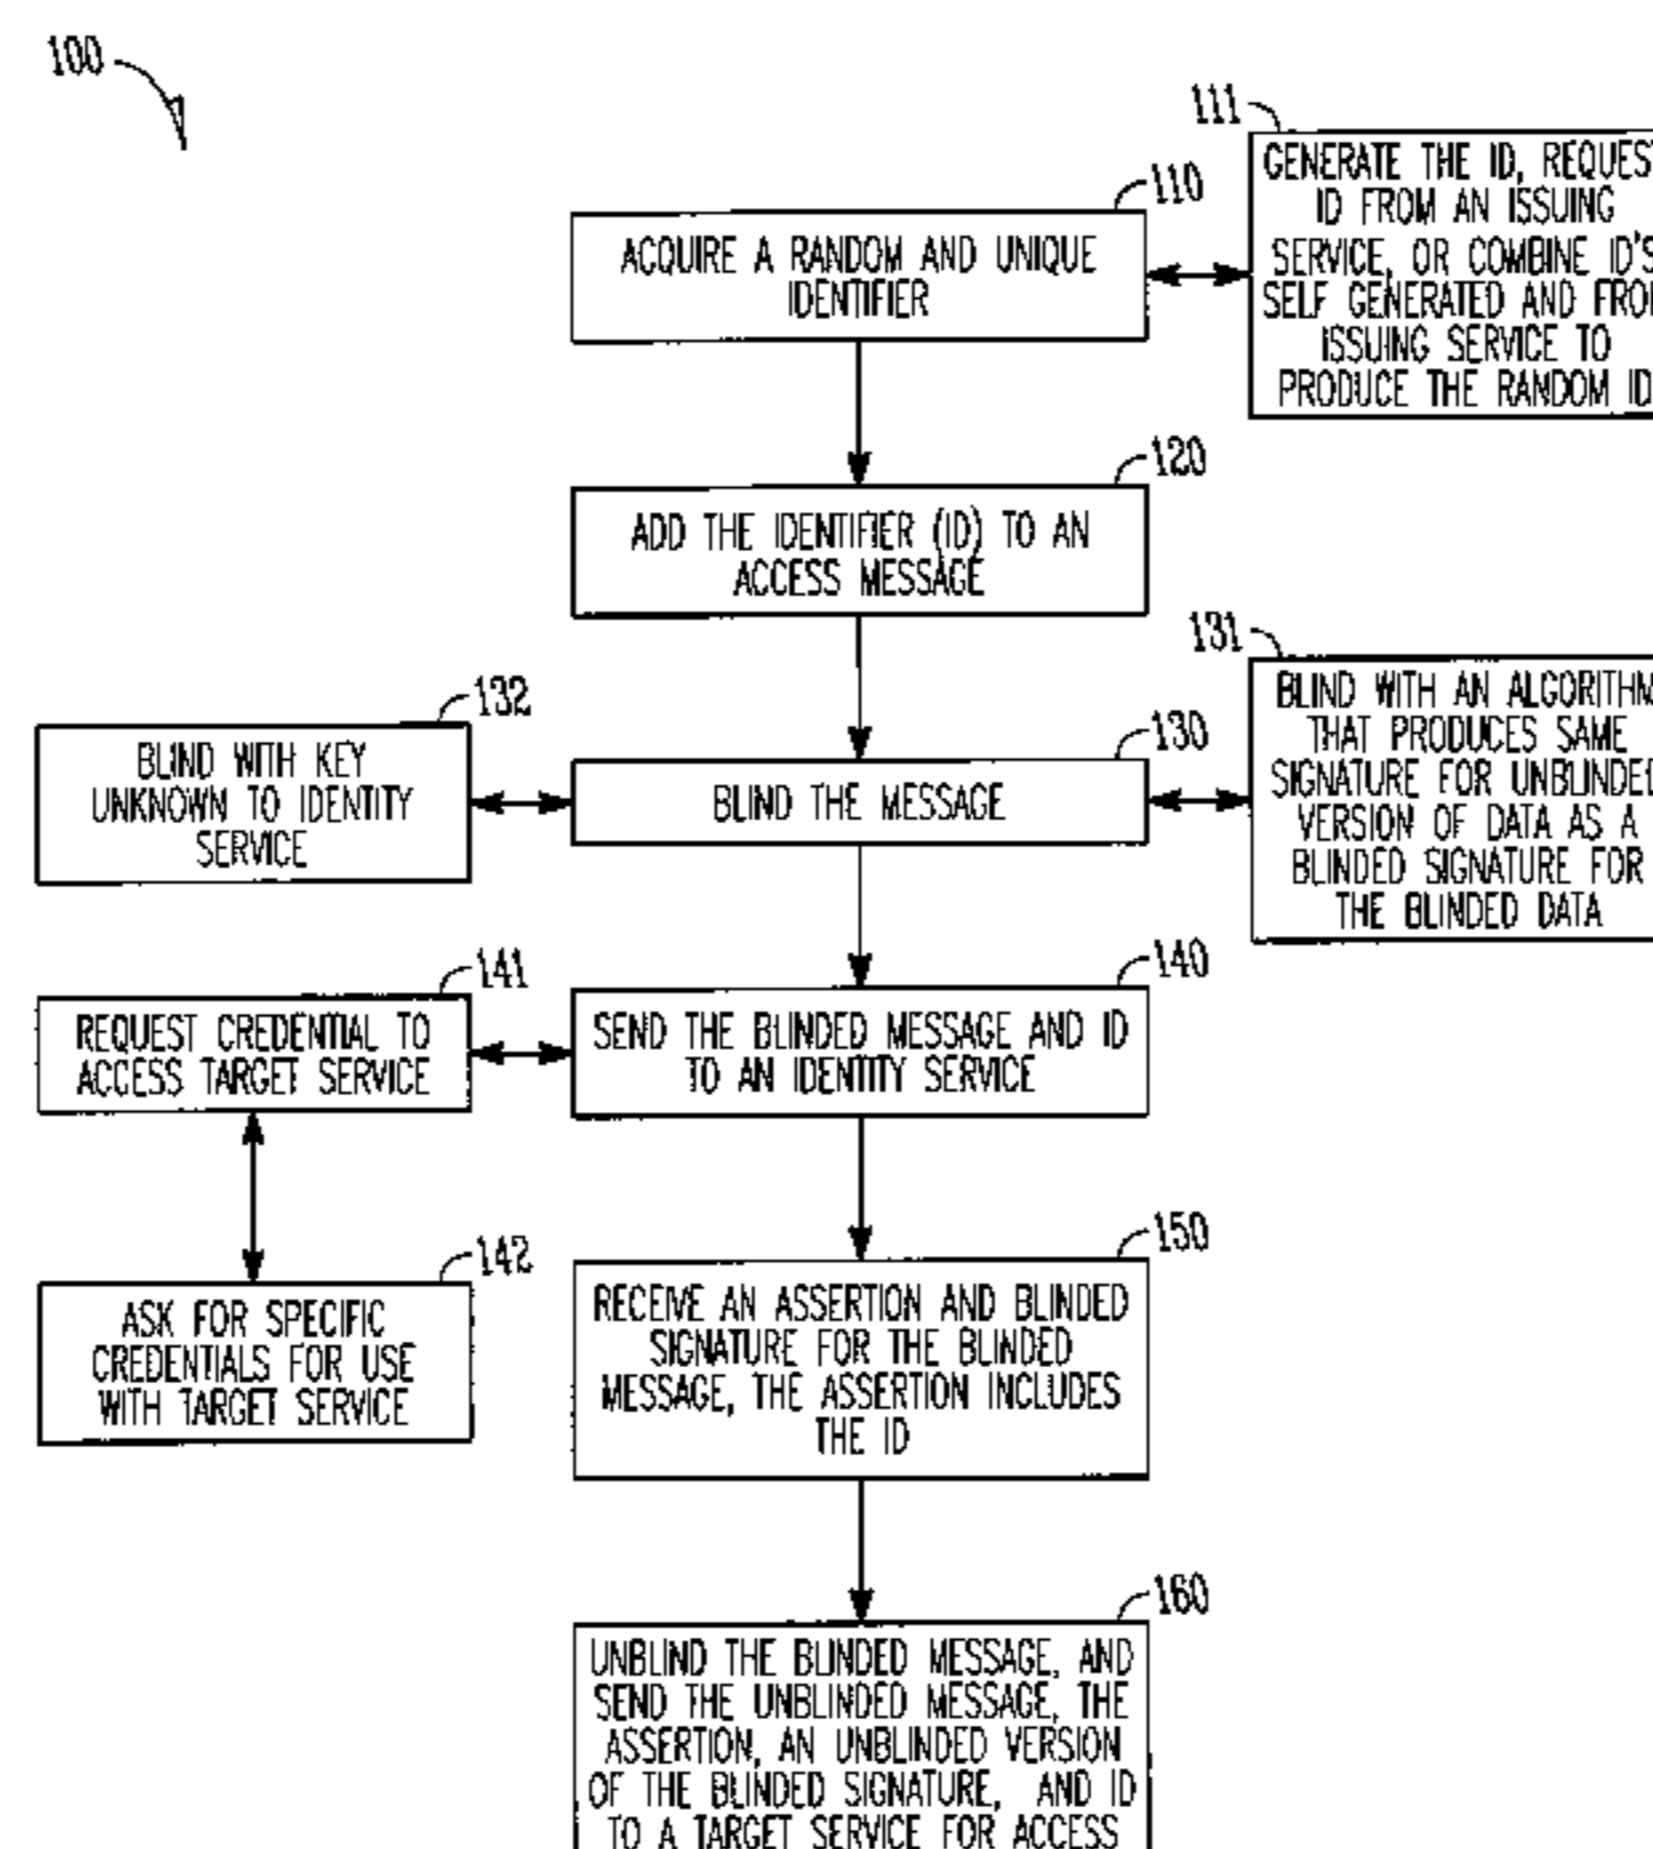 100
111
GENERATE THE ID, REQUEST
ID FROM AN ISSUING
SERVICE, OR COMBINE ID'S
SELF GENERATED AND FROM
ISSUING SERVICE TO
PRODUCE THE RANDOM ID
110
ACQUIRE A RANDOM AND UNIQUE
IDENTIFIER
120
ADD THE IDENTIFIER (ID) TO AN
ACCESS MESSAGE
131
BLIND WITH AN ALGORITHM
THAT PRODUCES SAME
SIGNATURE FOR UNBLINDED
VERSION OF DATA AS A
BLINDED SIGNATURE FOR
THE BLINDED DATA
132
BLIND WITH KEY
UNKNOWN TO IDENTITY
SERVICE
130
BLIND THE MESSAGE
141
REQUEST CREDENTIAL TO
ACCESS TARGET SERVICE
140
SEND THE BLINDED MESSAGE AND ID
TO AN IDENTITY SERVICE
142
ASK FOR SPECIFIC
CREDENTIALS FOR USE
WITH TARGET SERVICE
150
RECEIVE AN ASSERTION AND BLINDED
SIGNATURE FOR THE BLINDED
MESSAGE, THE ASSERTION INCLUDES
THE ID
160
UNBLIND THE BLINDED MESSAGE, AND
SEND THE UNBLINDED MESSAGE, THE
ASSERTION, AN UNBLINDED VERSION
OF THE BLINDED SIGNATURE, AND ID
TO A TARGET SERVICE FOR ACCESS